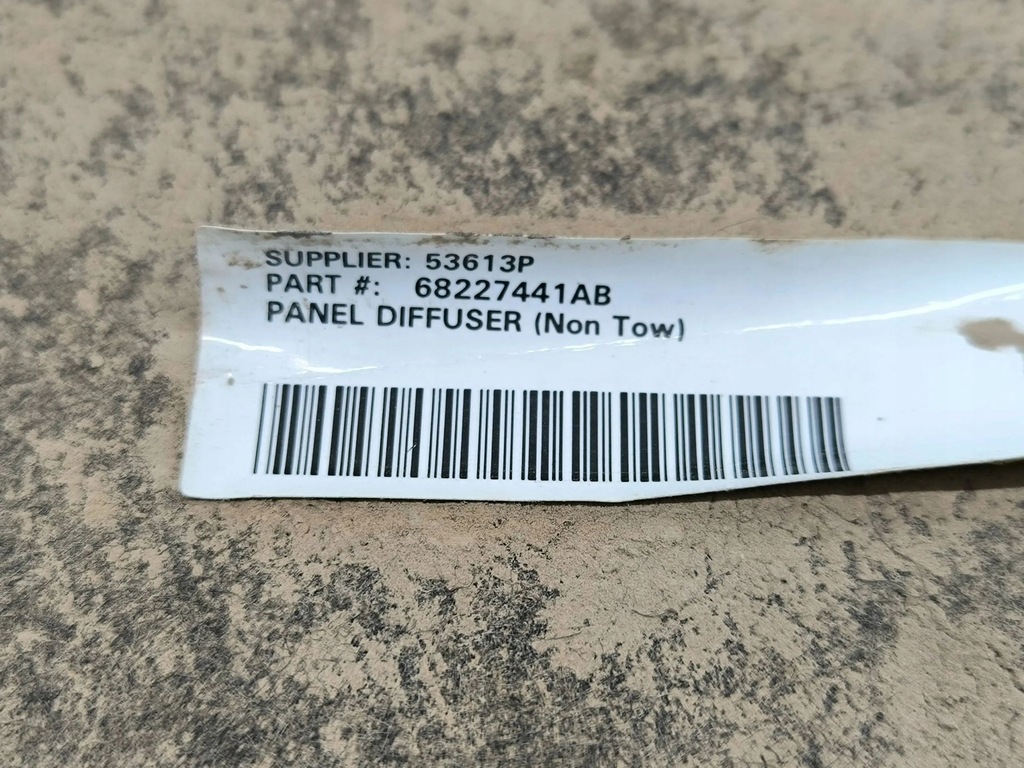 SUPPLIER: 53613P
PART #: 68227441AB
PANEL DIFFUSER (Non Tow)